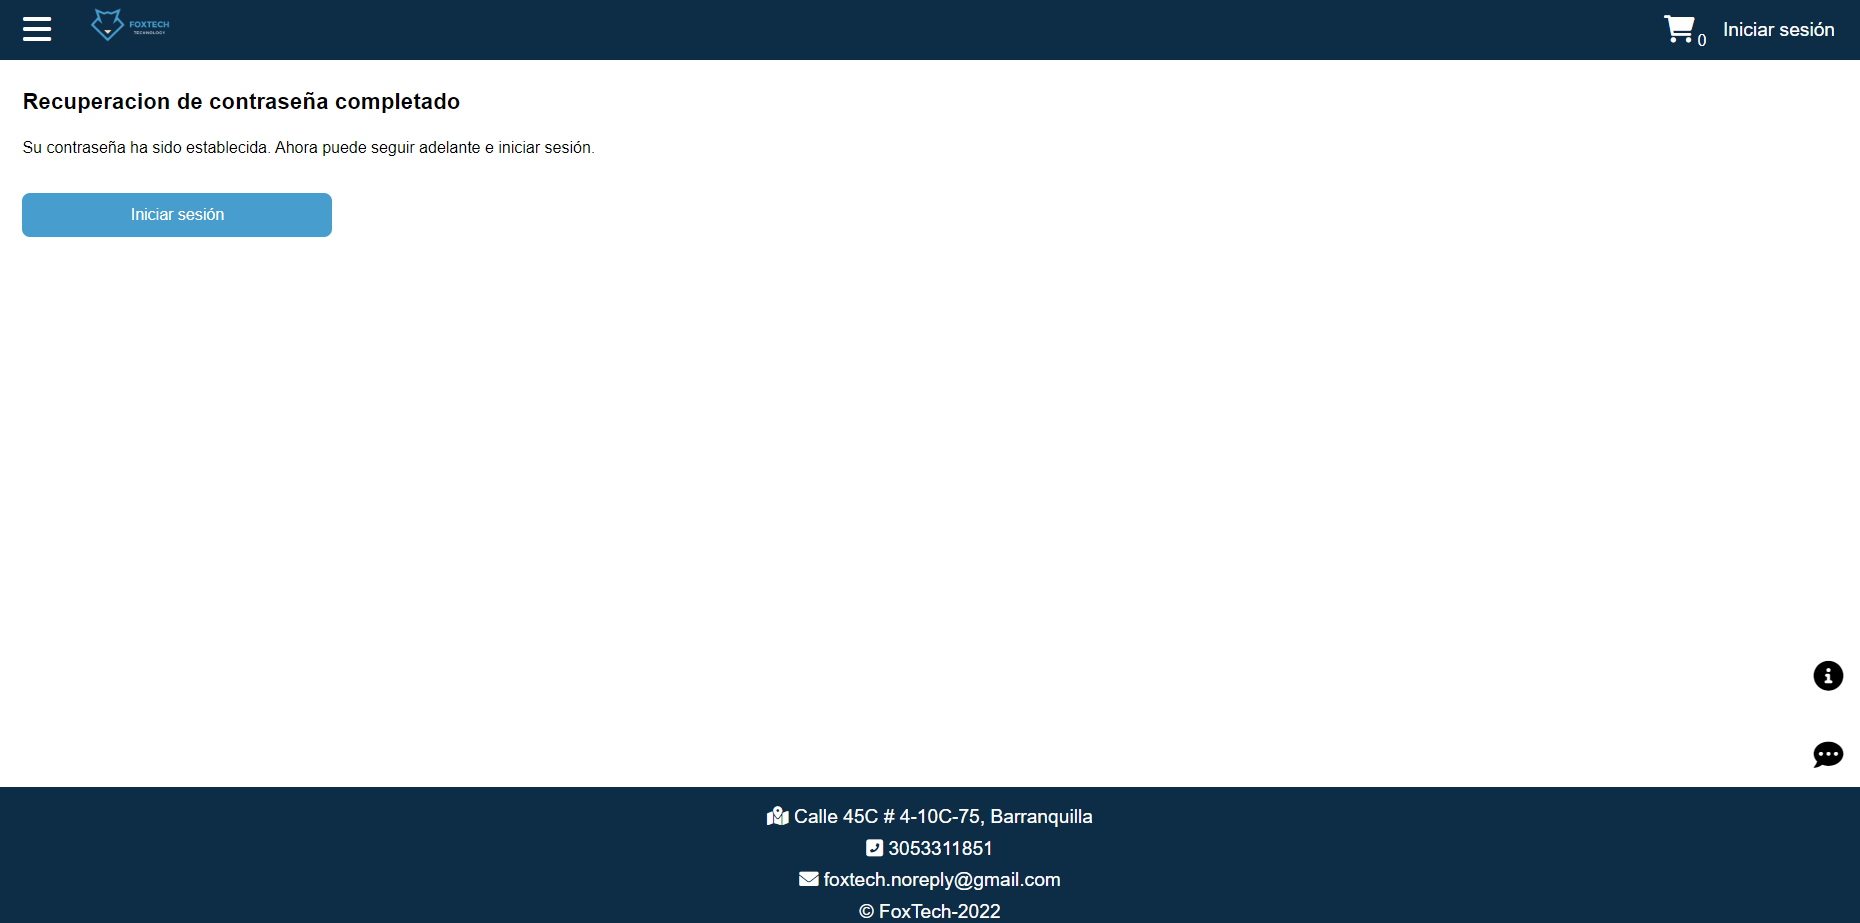 FOXTECH
TECHNOLOGY
0
Iniciar sesión
Recuperacion de contraseña completado
Su contraseña ha sido establecida. Ahora puede seguir adelante e iniciar sesión.
Iniciar sesión
Calle 45C # 4-10C-75, Barranquilla
3053311851
foxtech.noreply@gmail.com
© FoxTech-2022